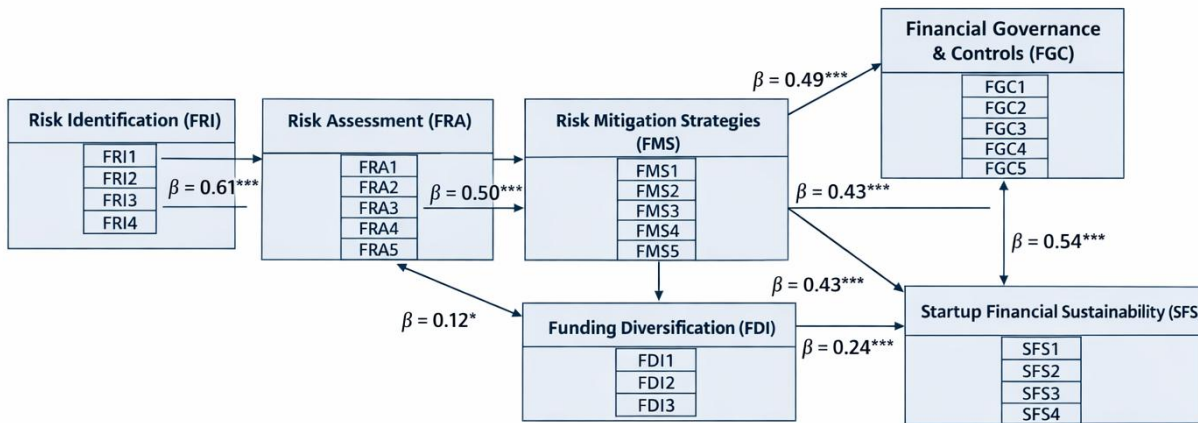 Risk Identification (FRI)
FRI1
FRI2
FRI3
FRI4
β = 0.61***
Risk Assessment (FRA)
FRA1
FRA2
FRA3
FRA4
FRA5
β = 0.50***
Risk Mitigation Strategies
(FMS)
FMS1
FMS2
FMS3
FMS4
FMS5
β = 0.49***
Financial Governance
& Controls (FGC)
FGC1
FGC2
FGC3
FGC4
FGC5
β = 0.43***
β = 0.54***
β = 0.43***
β = 0.12*
Funding Diversification (FDI)
FDI1
FDI2
FDI3
β = 0.24***
Startup Financial Sustainability (SFS
SFS1
SFS2
SFS3
SFS4